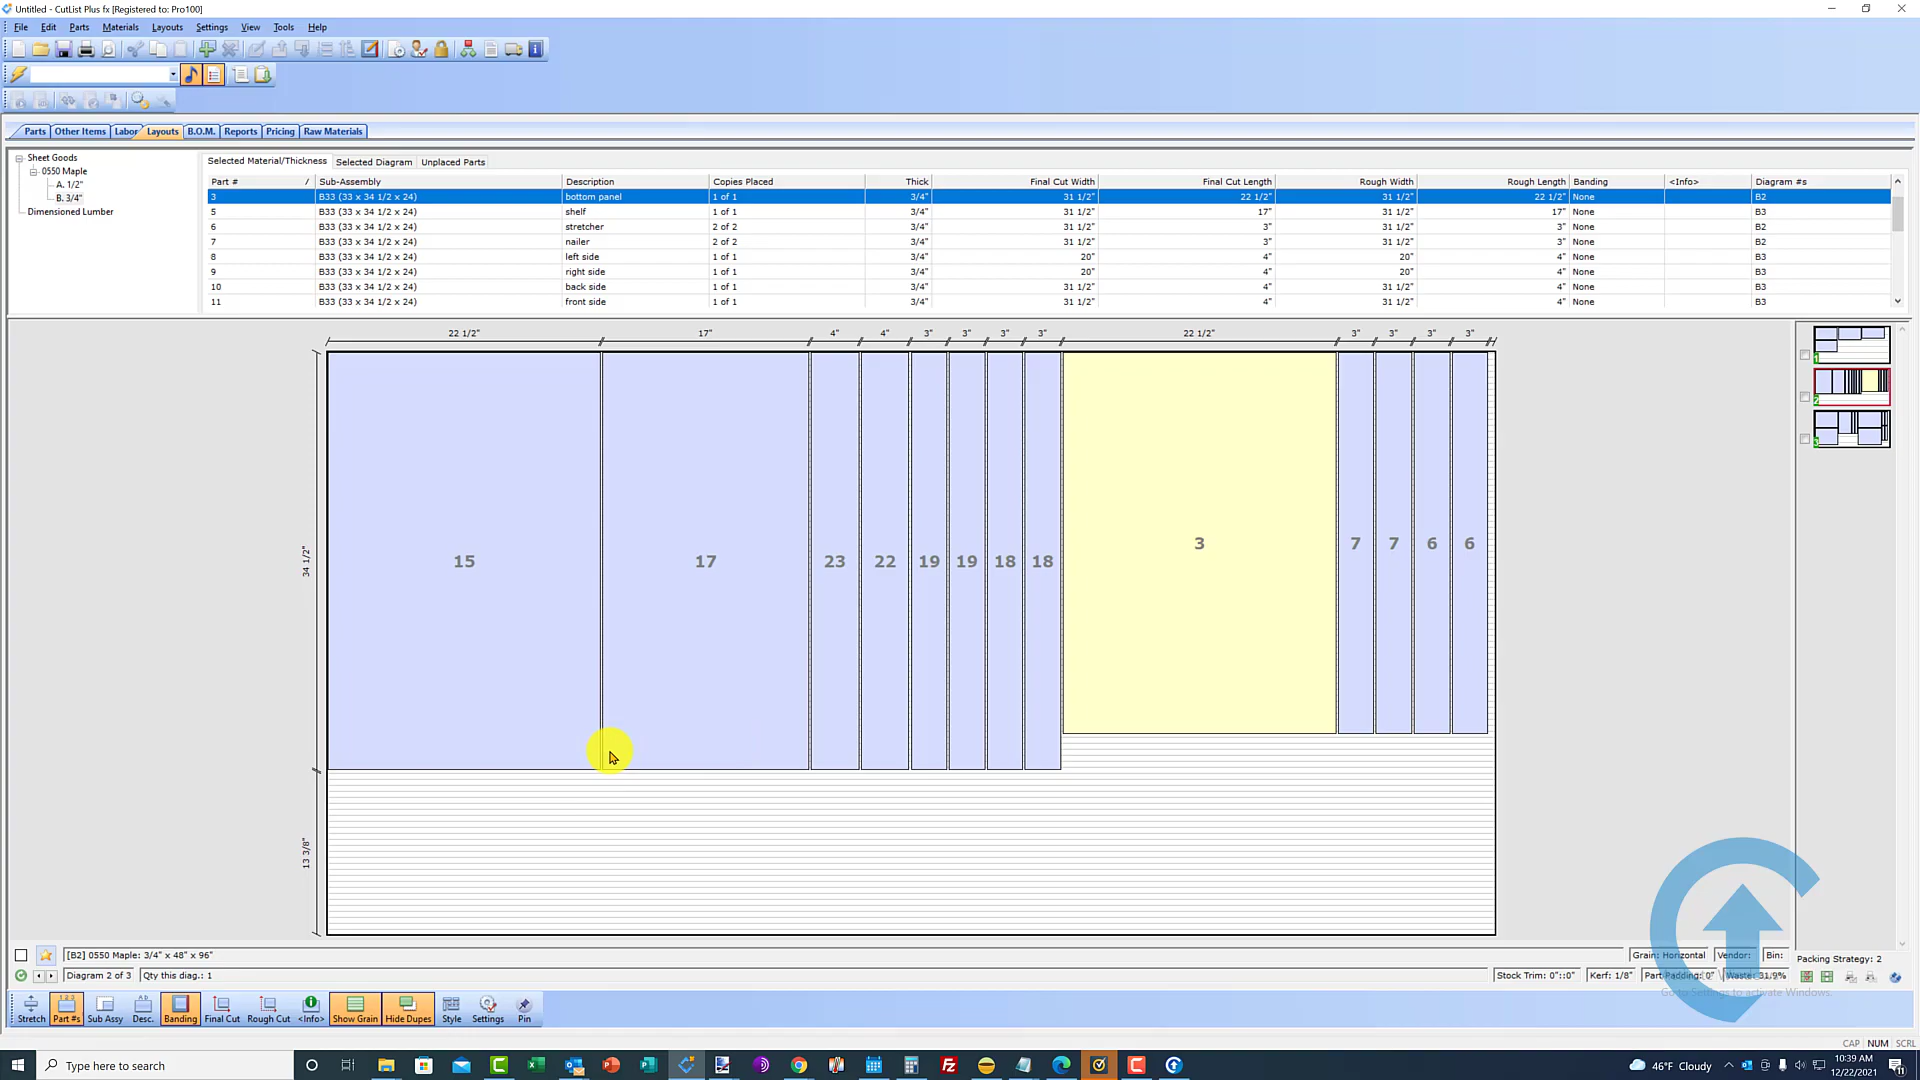 Untitled - CutList Plus fx [Registered to: Pro100]
File Edit Parts Materials Layouts Settings View Tools Help
Parts Other Items Labor Layouts B.O.M. Reports Pricing Raw Materials
Sheet Goods
0550 Maple
A. 1/2"
B. 3/4"
Dimensioned Lumber
Selected Material/Thickness Selected Diagram Unplaced Parts
Part # / Sub-Assembly Description Copies Placed Thick Final Cut Width Final Cut Length Rough Width Rough Length Banding <Info> Diagram #s
3 B33 (33 x 34 1/2 x 24) bottom panel 1 of 1 3/4" 31 1/2" 22 1/2" 31 1/2" 22 1/2" None B2
5 B33 (33 x 34 1/2 x 24) shelf 1 of 1 3/4" 31 1/2" 17" 31 1/2" 17" None B3
6 B33 (33 x 34 1/2 x 24) stretcher 2 of 2 3/4" 31 1/2" 3" 31 1/2" 3" None B2
7 B33 (33 x 34 1/2 x 24) nailer 2 of 2 3/4" 31 1/2" 3" 31 1/2" 3" None B2
8 B33 (33 x 34 1/2 x 24) left side 1 of 1 3/4" 20" 4" 20" 4" None B3
9 B33 (33 x 34 1/2 x 24) right side 1 of 1 3/4" 20" 4" 20" 4" None B3
10 B33 (33 x 34 1/2 x 24) back side 1 of 1 3/4" 31 1/2" 4" 31 1/2" 4" None B3
11 B33 (33 x 34 1/2 x 24) front side 1 of 1 3/4" 31 1/2" 4" 31 1/2" 4" None B3
22 1/2" 17" 4" 4" 3" 3" 3" 3" 22 1/2" 3" 3" 3" 3"
34 1/2"
15 17 23 22 19 19 18 18 3 7 7 6 6
13 3/8"
1
2
3
[B2] 0550 Maple: 3/4" x 48" x 96" Grain: Horizontal Vendor: Bin:
Packing Strategy: 2
Diagram 2 of 3 Qty this diag.: 1 Stock Trim: 0"::0" Kerf: 1/8" Part Padding: 0" Waste: 31.9%
Go to Settings to activate Windows.
Stretch Part #s Sub Assy Desc. Banding Final Cut Rough Cut <Info> Show Grain Hide Dupes Style Settings Pin
CAP NUM SCRL
Type here to search
46°F Cloudy
10:39 AM
12/22/2021